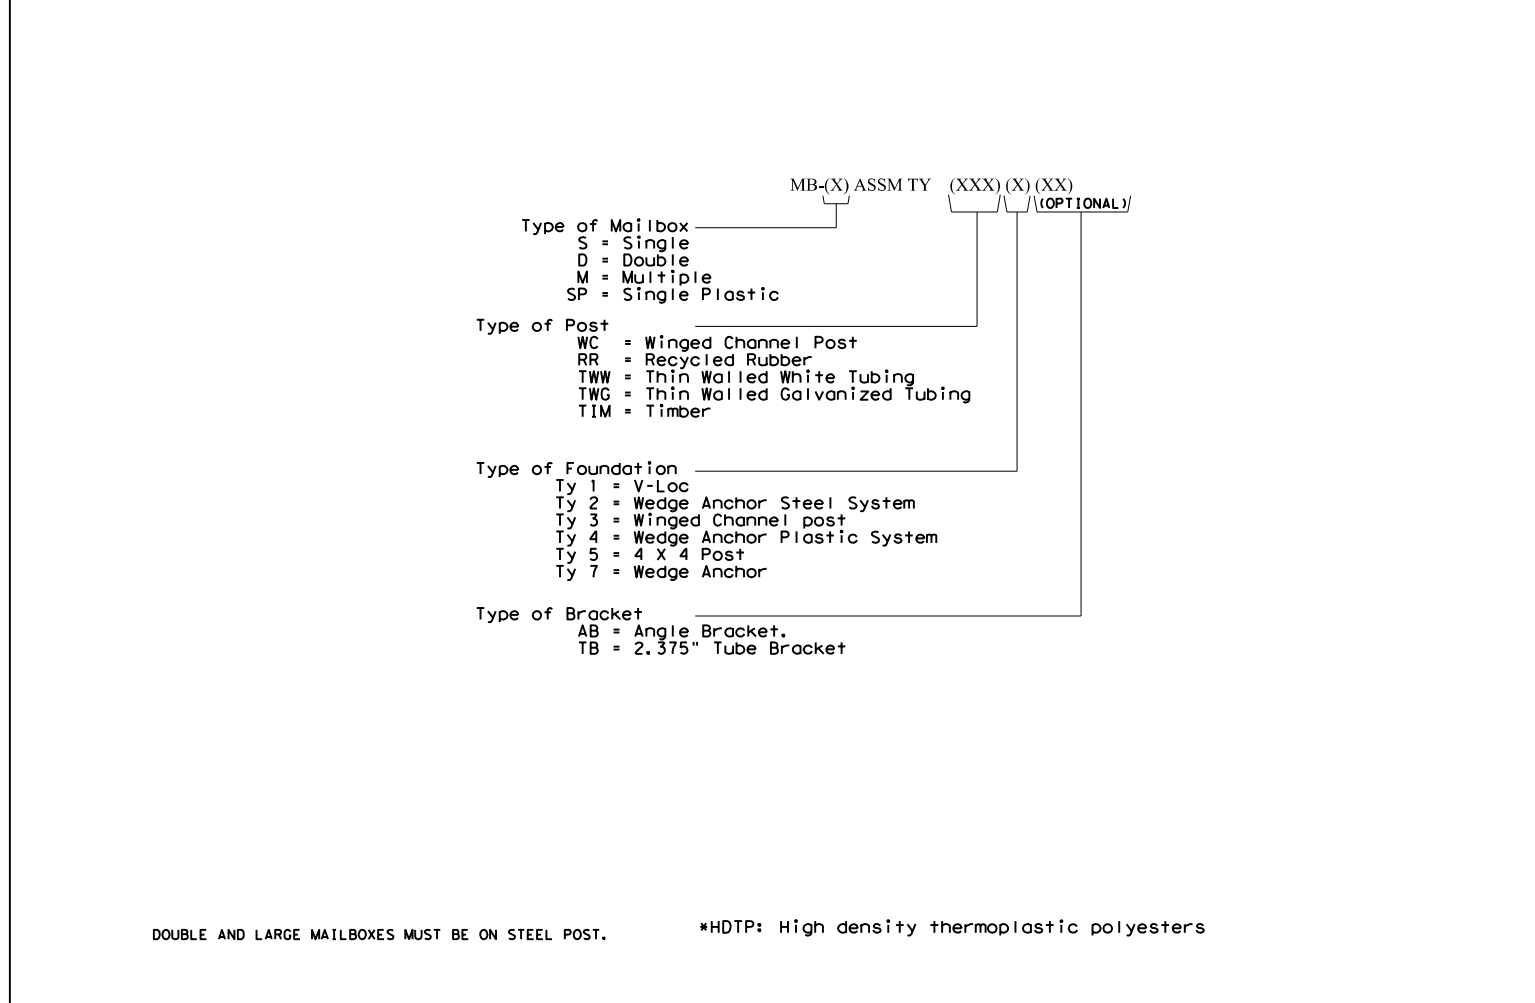 MB-(X) ASSM TY (XXX) (X) (XX)
(OPTIONAL)
Type of Mailbox
S = Single
D = Double
M = Multiple
SP = Single Plastic
Type of Post
WC = Winged Channel Post
RR = Recycled Rubber
TWW = Thin Walled White Tubing
TWG = Thin Walled Galvanized Tubing
TIM = Timber
Type of Foundation
Ty 1 = V-Loc
Ty 2 = Wedge Anchor Steel System
Ty 3 = Winged Channel post
Ty 4 = Wedge Anchor Plastic System
Ty 5 = 4 X 4 Post
Ty 7 = Wedge Anchor
Type of Bracket
AB = Angle Bracket.
TB = 2.375" Tube Bracket
DOUBLE AND LARGE MAILBOXES MUST BE ON STEEL POST.
*HDTP: High density thermoplastic polyesters